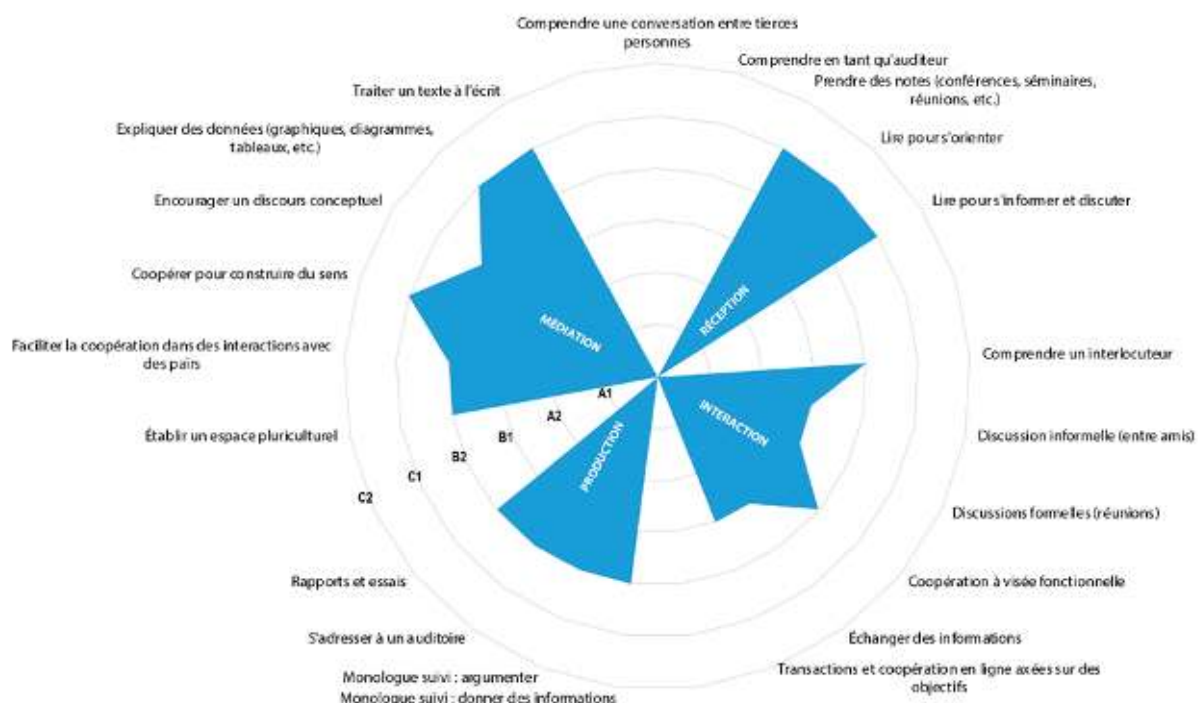 Comprendre une conversation entre tierces
personnes
Comprendre en tant qu'auditeur
Prendre des notes (conférences, séminaires,
réunions, etc.)
Lire pour s'orienter
Lire pour s'informer et discuter
Comprendre un interlocuteur
Discussion informelle (entre amis)
Discussions formelles (réunions)
Coopération à visée fonctionnelle
Échanger des informations
Transactions et coopération en ligne axées sur des
objectifs
Monologue suivi : donner des informations
Monologue suivi : argumenter
S'adresser à un auditoire
Rapports et essais
Établir un espace pluriculturel
Faciliter la coopération dans des interactions avec
des pairs
Coopérer pour construire du sens
Encourager un discours conceptuel
Expliquer des données (graphiques, diagrammes,
tableaux, etc.)
Traiter un texte à l'écrit
MÉDIATION
RÉCEPTION
INTERACTION
PRODUCTION
A1
A2
B1
B2
C1
C2